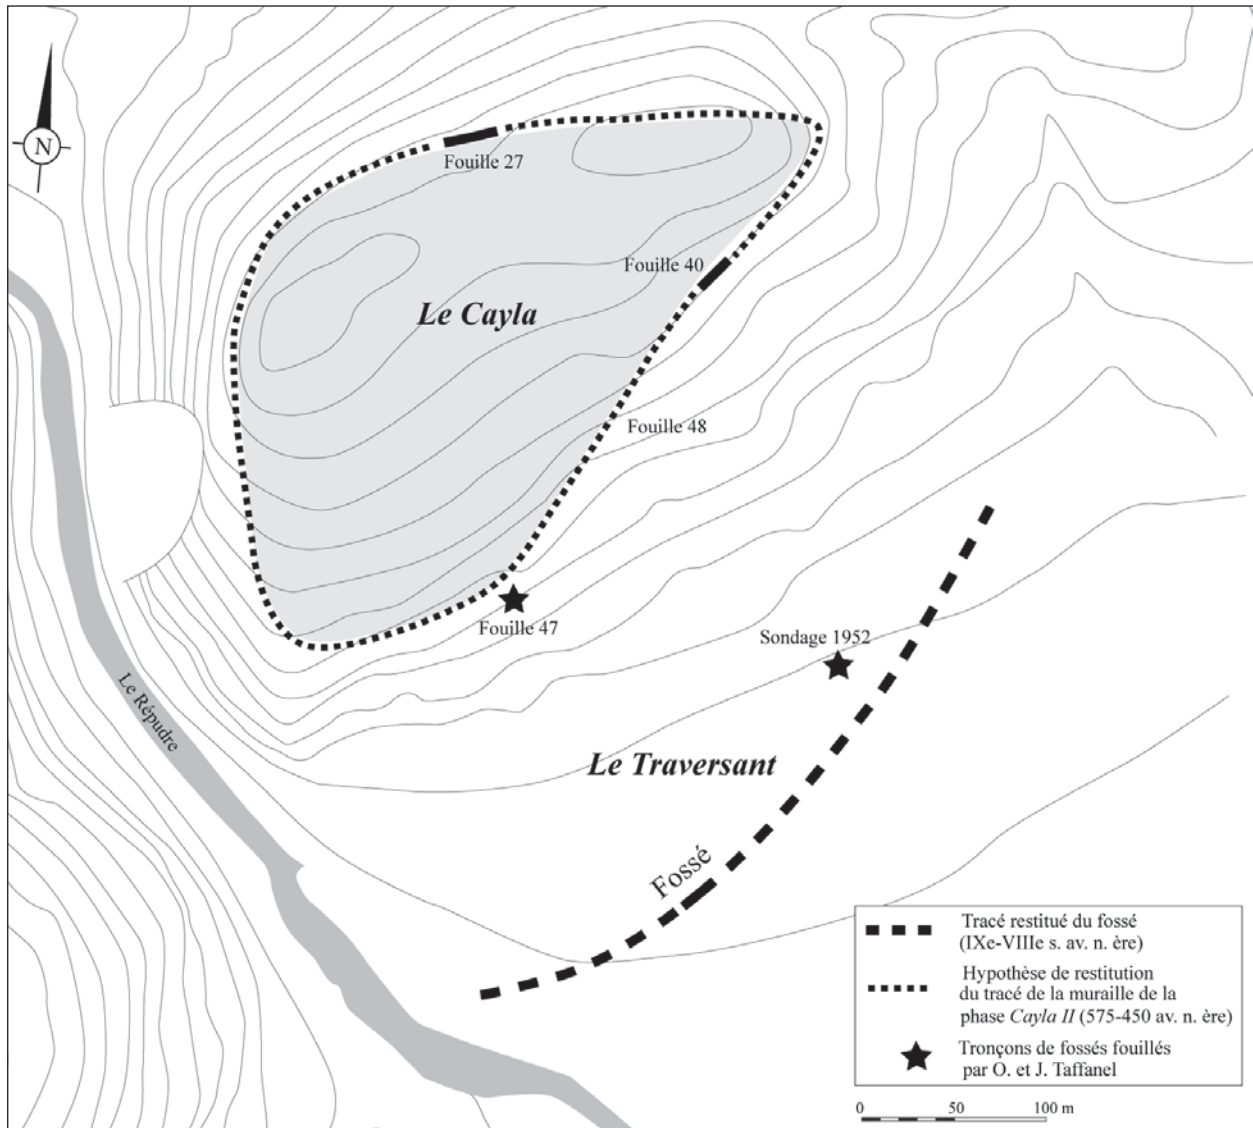 N
Fouille 27
Fouille 40
Le Cayla
Fouille 48
Fouille 47
Sondage 1952
Le Répudre
Le Traversant
Fossé
Tracé restitué du fossé
(IXe-VIIIe s. av. n. ère)
Hypothèse de restitution
du tracé de la muraille de la
phase Cayla II (575-450 av. n. ère)
Tronçons de fossés fouillés
par O. et J. Taffanel
0 50 100 m